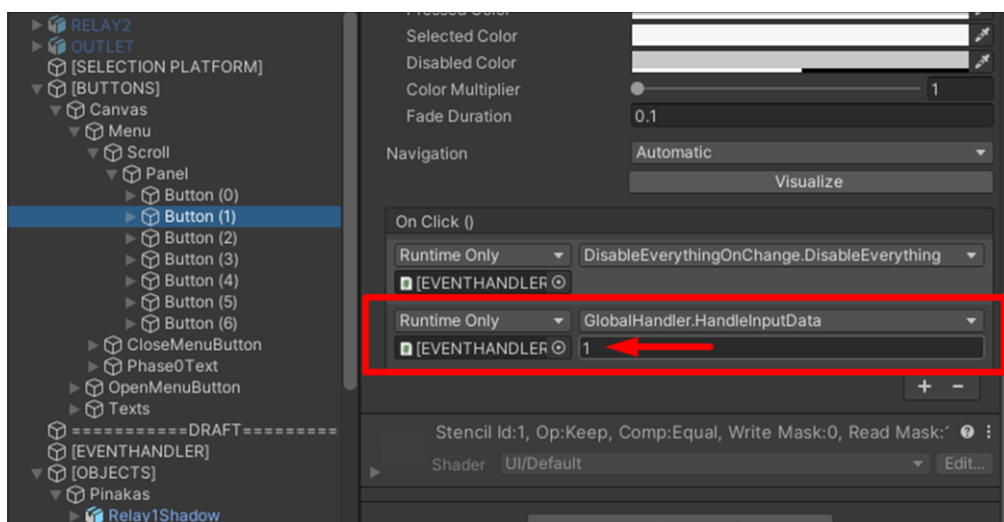 RELAY2
OUTLET
[SELECTION PLATFORM]
[BUTTONS]
Canvas
Menu
Scroll
Panel
Button (0)
Button (1)
Button (2)
Button (3)
Button (4)
Button (5)
Button (6)
CloseMenuButton
Phase0Text
OpenMenuButton
Texts
===========DRAFT=========
[EVENTHANDLER]
[OBJECTS]
Pinakas
Relay1Shadow
Pressed Color
Selected Color
Disabled Color
Color Multiplier 1
Fade Duration 0.1
Navigation Automatic
Visualize
On Click ()
Runtime Only DisableEverythingOnChange.DisableEverything
[EVENTHANDLER
Runtime Only GlobalHandler.HandleInputData
[EVENTHANDLER 1
+ -
Stencil Id:1, Op:Keep, Comp:Equal, Write Mask:0, Read Mask:
Shader UI/Default Edit...